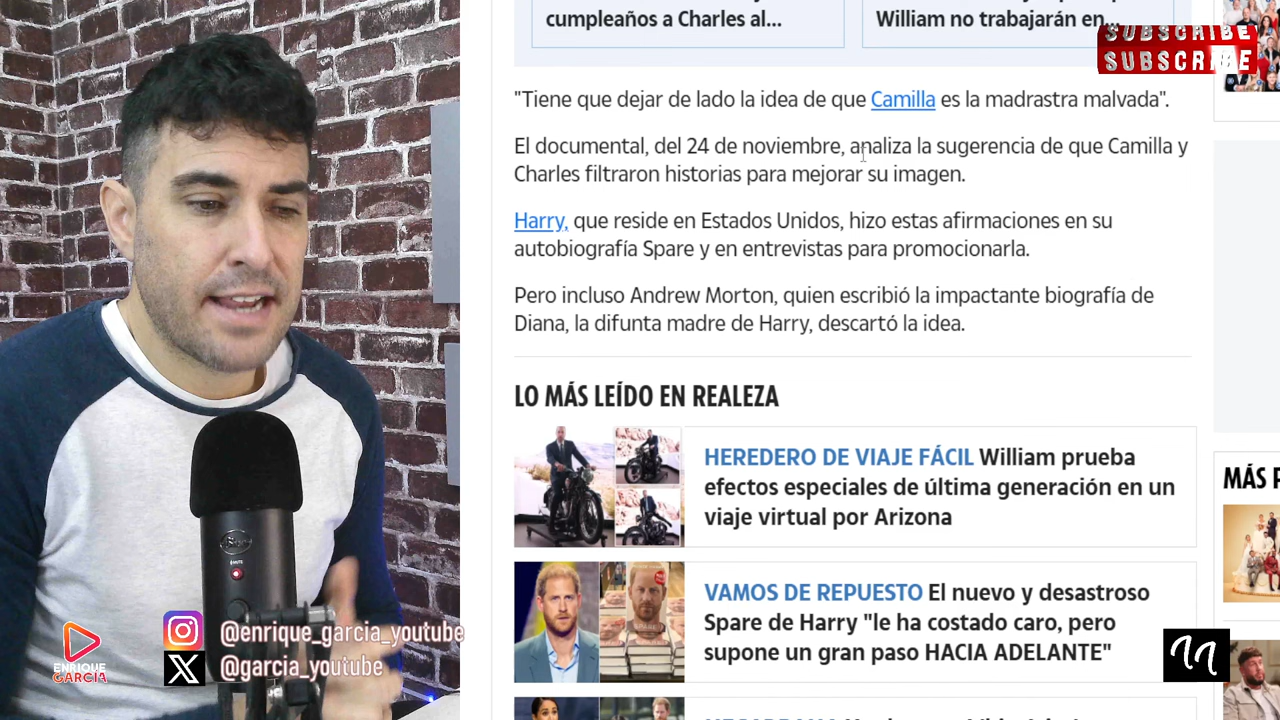 cumpleaños a Charles al...
William no trabajarán en...
SUBSCRIBE
SUBSCRIBE
"Tiene que dejar de lado la idea de que Camilla es la madrastra malvada".
El documental, del 24 de noviembre, analiza la sugerencia de que Camilla y
Charles filtraron historias para mejorar su imagen.
Harry, que reside en Estados Unidos, hizo estas afirmaciones en su
autobiografía Spare y en entrevistas para promocionarla.
Pero incluso Andrew Morton, quien escribió la impactante biografía de
Diana, la difunta madre de Harry, descartó la idea.
LO MÁS LEÍDO EN REALEZA
HEREDERO DE VIAJE FÁCIL William prueba
efectos especiales de última generación en un
viaje virtual por Arizona
MÁS
VAMOS DE REPUESTO El nuevo y desastroso
Spare de Harry "le ha costado caro, pero
supone un gran paso HACIA ADELANTE"
ENRIQUE
GARCÍA
@enrique_garcia_youtube
@garcia_youtube